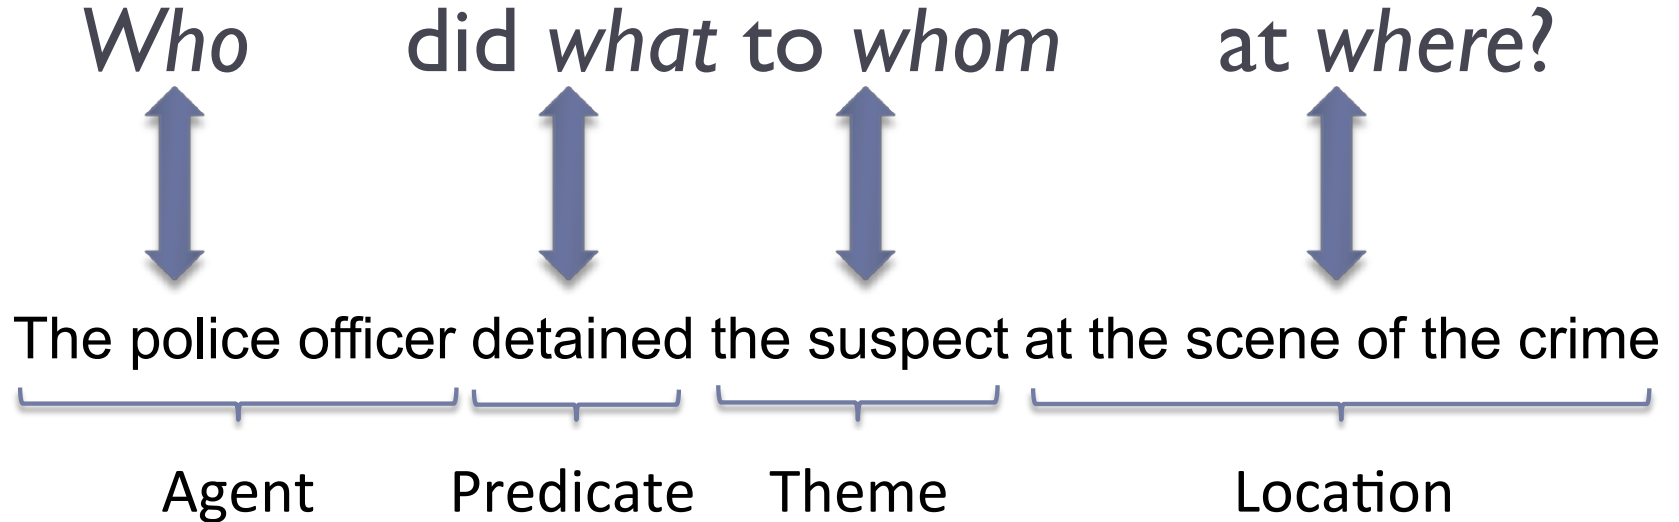 Who did what to whom at where?
The police officer detained the suspect at the scene of the crime
Agent Predicate Theme Location